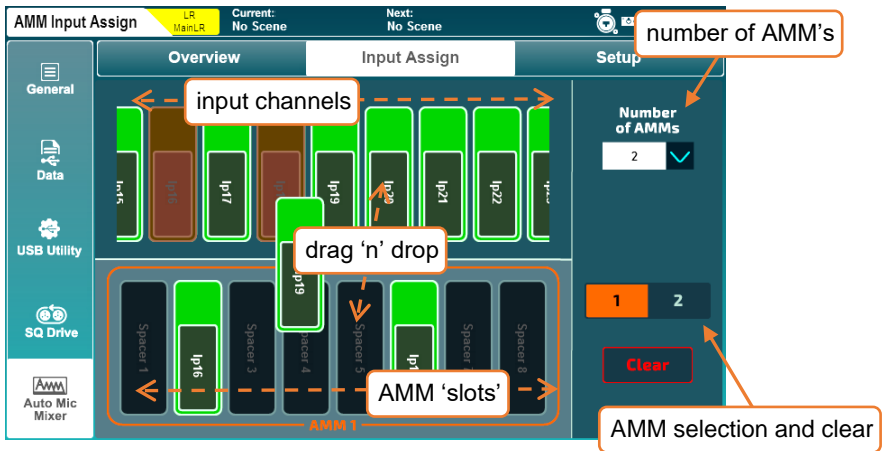 AMM Input Assign
LR
MainLR
Current:
No Scene
Next:
No Scene
number of AMM's
General
Data
USB Utility
SQ Drive
Auto Mic
Mixer
Overview
Input Assign
Setup
input channels
Ip15
Ip16
Ip17
Ip19
Ip20
Ip21
Ip22
Number
of AMMs
2
drag ‘n’ drop
Ip19
Spacer 1
Ip16
Spacer 3
Spacer 4
Spacer 5
Spacer 8
AMM ‘slots’
AMM 1
1
2
Clear
AMM selection and clear